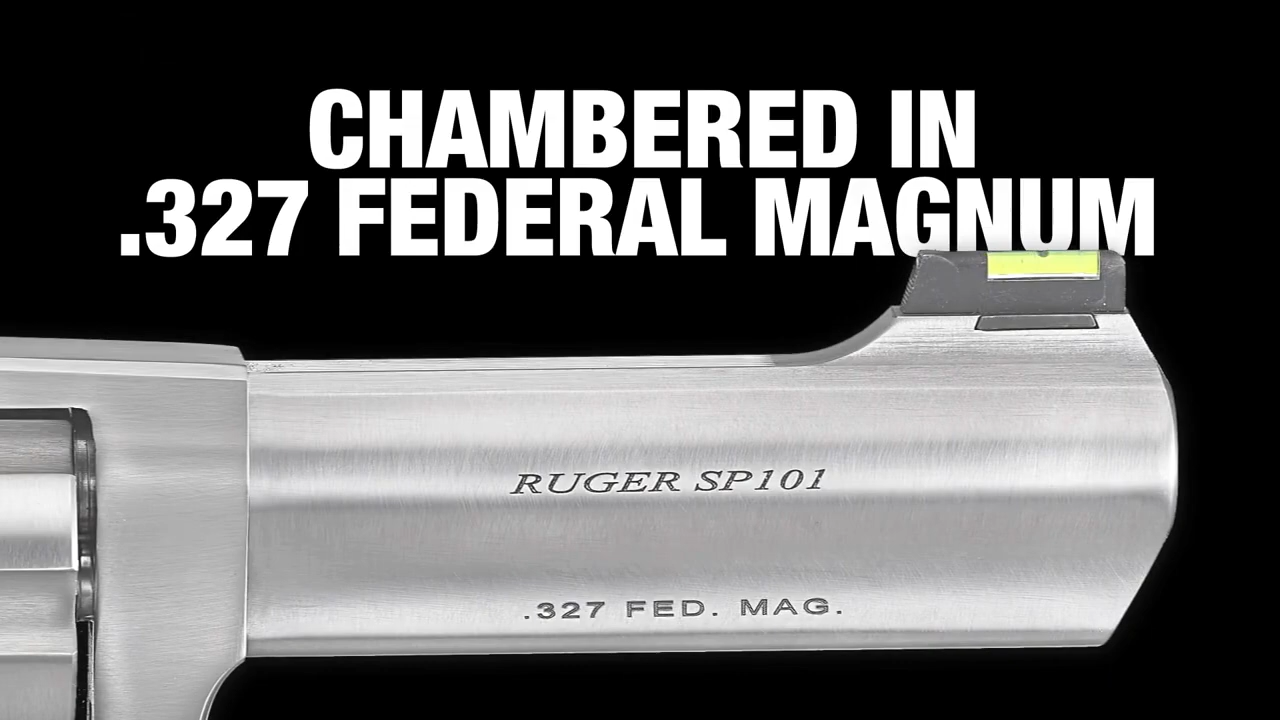 CHAMBERED IN
.327 FEDERAL MAGNUM
RUGER SP101
.327 FED. MAG.